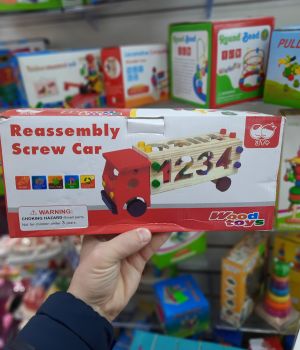 Round Bead
PULL
Reassembly
Screw Car
1234
WARNING:
CHOKING HAZARD-Small parts.
Not for children under 3 years.
Wood
toys